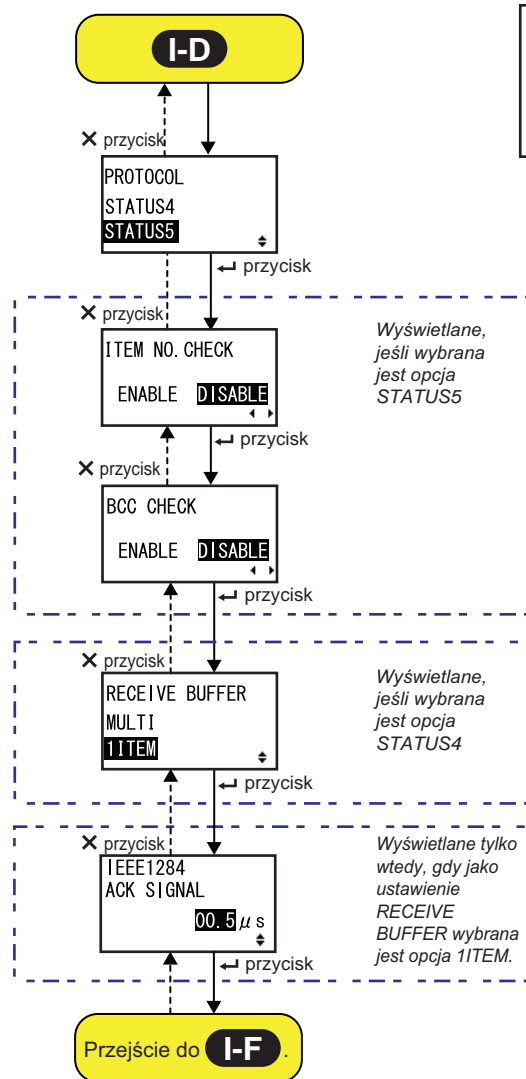 I-D
✕ przycisk
PROTOCOL
STATUS4
STATUS5
↵ przycisk
✕ przycisk
ITEM NO. CHECK
ENABLE DISABLE
Wyświetlane,
jeśli wybrana
jest opcja
STATUS5
↵ przycisk
✕ przycisk
BCC CHECK
ENABLE DISABLE
↵ przycisk
✕ przycisk
RECEIVE BUFFER
MULTI
1ITEM
Wyświetlane,
jeśli wybrana
jest opcja
STATUS4
↵ przycisk
✕ przycisk
IEEE1284
ACK SIGNAL
00.5 μs
Wyświetlane tylko
wtedy, gdy jako
ustawienie
RECEIVE
BUFFER wybrana
jest opcja 1ITEM.
↵ przycisk
Przejście do I-F.